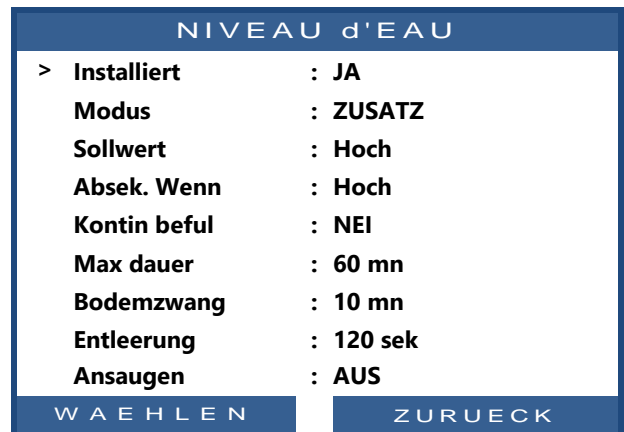 NIVEAU d'EAU
> Installiert : JA
Modus : ZUSATZ
Sollwert : Hoch
Absek. Wenn : Hoch
Kontin beful : NEI
Max dauer : 60 mn
Bodemzwang : 10 mn
Entleerung : 120 sek
Ansaugen : AUS
WAEHLEN ZURUECK